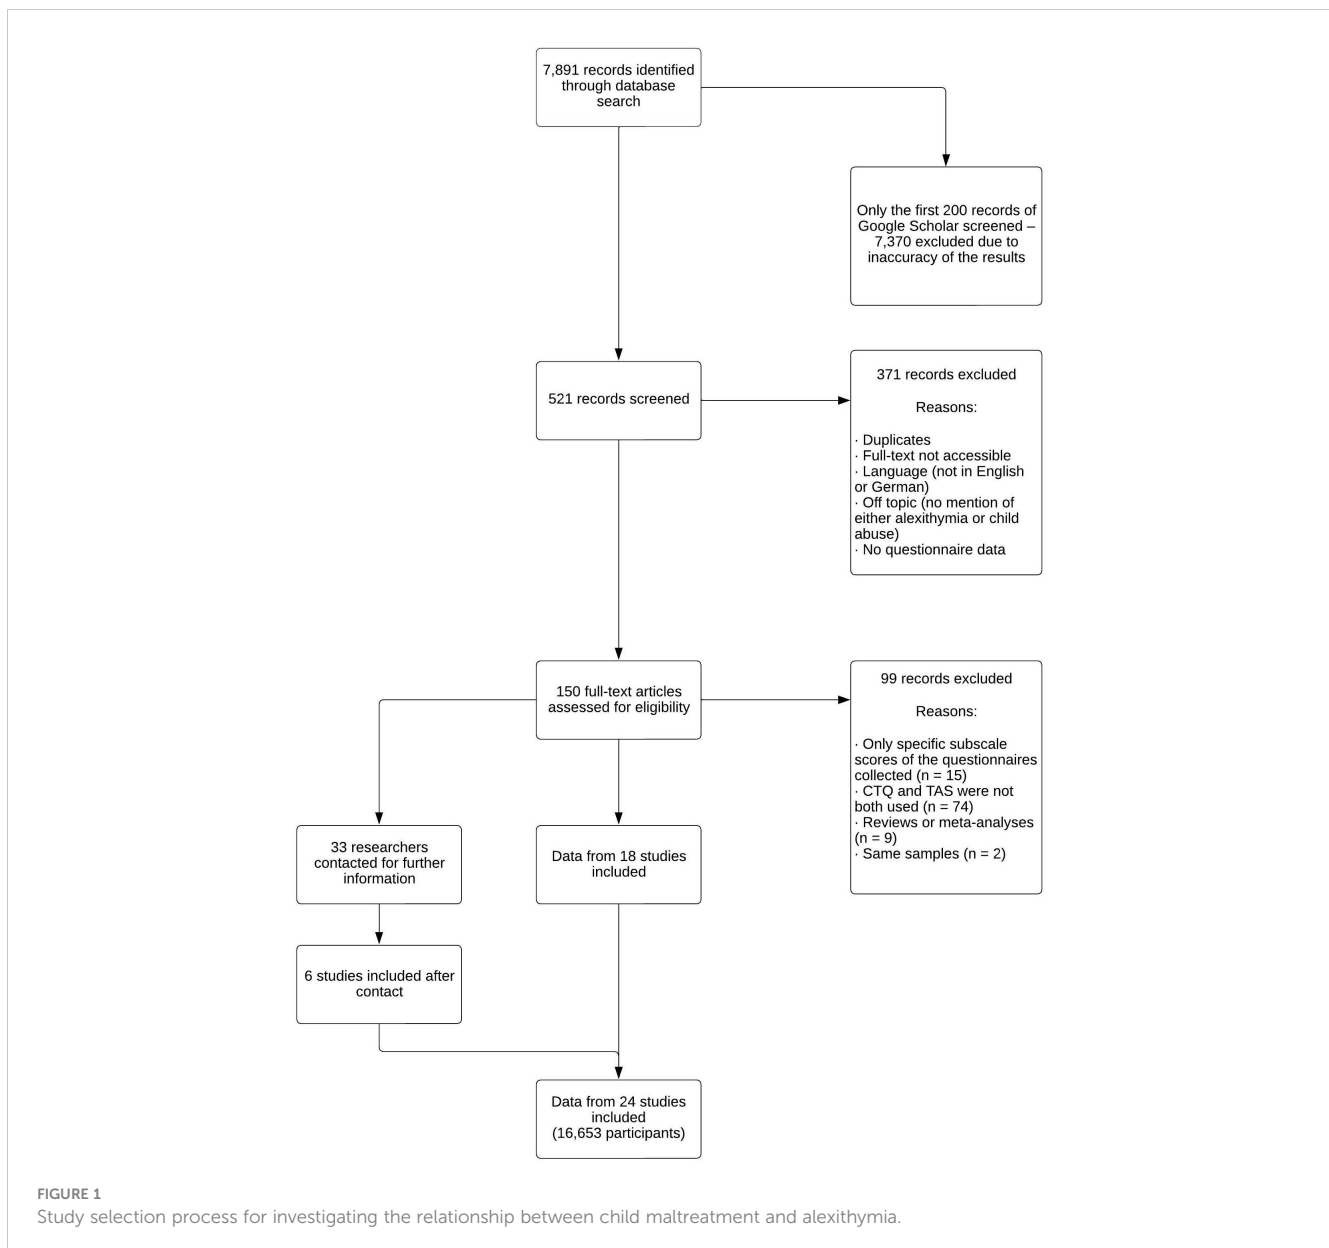 7,891 records identified
through database
search
Only the first 200 records of
Google Scholar screened –
7,370 excluded due to
inaccuracy of the results
521 records screened
371 records excluded
Reasons:
· Duplicates
· Full-text not accessible
· Language (not in English
or German)
· Off topic (no mention of
either alexithymia or child
abuse)
· No questionnaire data
150 full-text articles
assessed for eligibility
99 records excluded
Reasons:
· Only specific subscale
scores of the questionnaires
collected (n = 15)
· CTQ and TAS were not
both used (n = 74)
· Reviews or meta-analyses
(n = 9)
· Same samples (n = 2)
33 researchers
contacted for further
information
Data from 18 studies
included
6 studies included after
contact
Data from 24 studies
included
(16,653 participants)
FIGURE 1
Study selection process for investigating the relationship between child maltreatment and alexithymia.